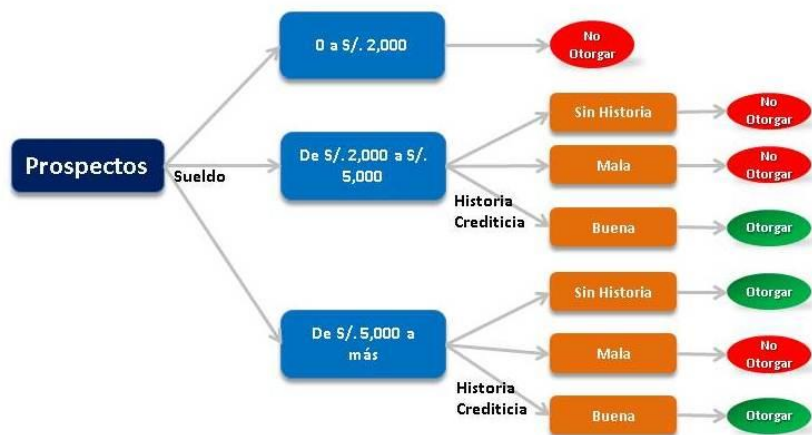 0 a S/. 2,000
No
Otorgar
Prospectos
Sueldo
De S/. 2,000 a S/.
5,000
Historia
Crediticia
Sin Historia
No
Otorgar
Mala
No
Otorgar
Buena
Otorgar
De S/. 5,000 a
más
Historia
Crediticia
Sin Historia
Otorgar
Mala
No
Otorgar
Buena
Otorgar